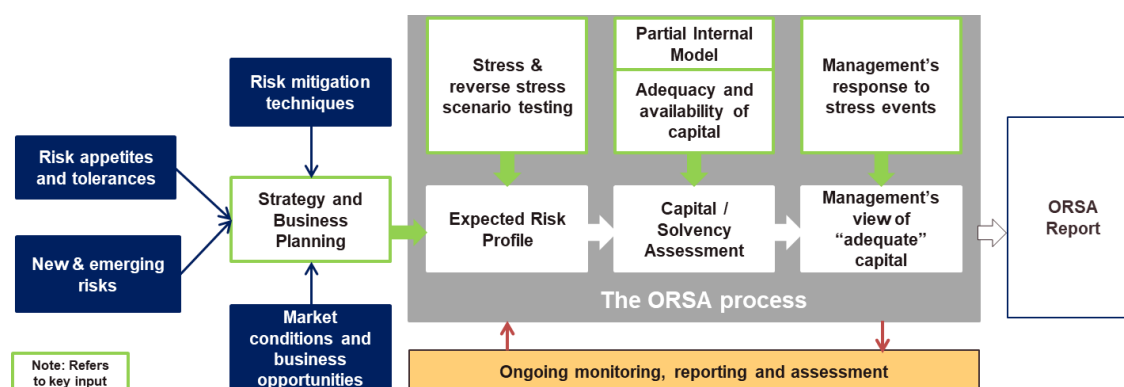 Risk mitigation
techniques
Risk appetites
and tolerances
New & emerging
risks
Strategy and
Business
Planning
Market
conditions and
business
opportunities
Note: Refers
to key input
Stress &
reverse stress
scenario testing
Partial Internal
Model
Adequacy and
availability of
capital
Management's
response to
stress events
Expected Risk
Profile
Capital /
Solvency
Assessment
Management's
view of
“adequate”
capital
The ORSA process
Ongoing monitoring, reporting and assessment
ORSA
Report